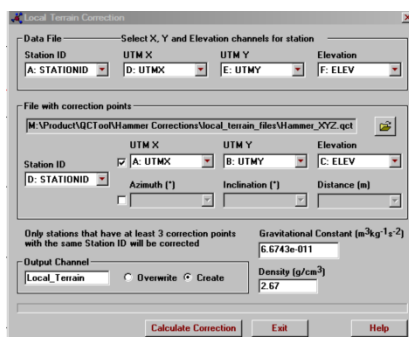 Local Terrain Correction
Data File Select X, Y and Elevation channels for station
Station ID UTM X UTM Y Elevation
A: STATIONID D: UTMX E: UTMY F: ELEV
File with correction points
M:\Product\QCTool\Hammer Corrections\local_terrain_files\Hammer_XYZ.qct
UTM X UTM Y Elevation
Station ID A: UTMX B: UTMY C: ELEV
D: STATIONID
Azimuth (°) Inclination (°) Distance (m)
Only stations that have at least 3 correction points
with the same Station ID will be corrected
Gravitational Constant (m³kg⁻¹s⁻²)
6.6743e-011
Output Channel
Local_Terrain Overwrite Create
Density (g/cm³)
2.67
Calculate Correction Exit Help